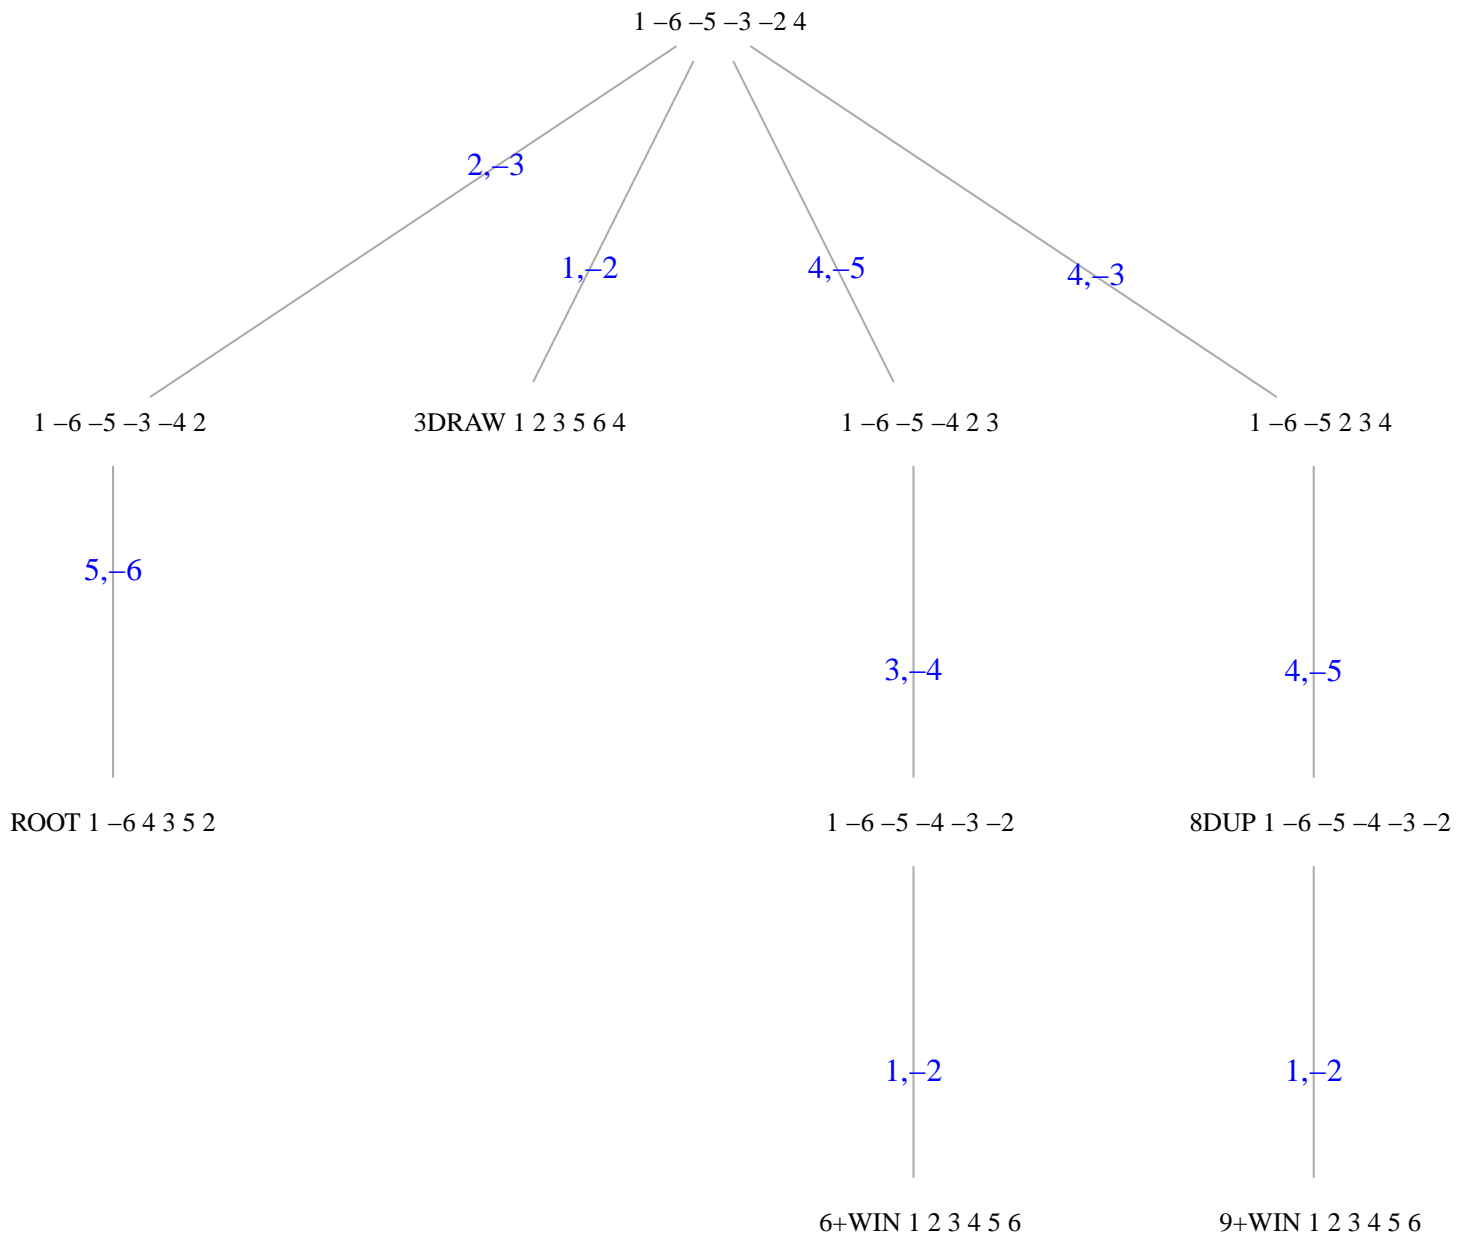 1 –6 –5 –3 –2 4
2,–3
1,–2
4,–5
4,–3
1 –6 –5 –3 –4 2
3DRAW 1 2 3 5 6 4
1 –6 –5 –4 2 3
1 –6 –5 2 3 4
5,–6
3,–4
4,–5
ROOT 1 –6 4 3 5 2
1 –6 –5 –4 –3 –2
8DUP 1 –6 –5 –4 –3 –2
1,–2
1,–2
6+WIN 1 2 3 4 5 6
9+WIN 1 2 3 4 5 6